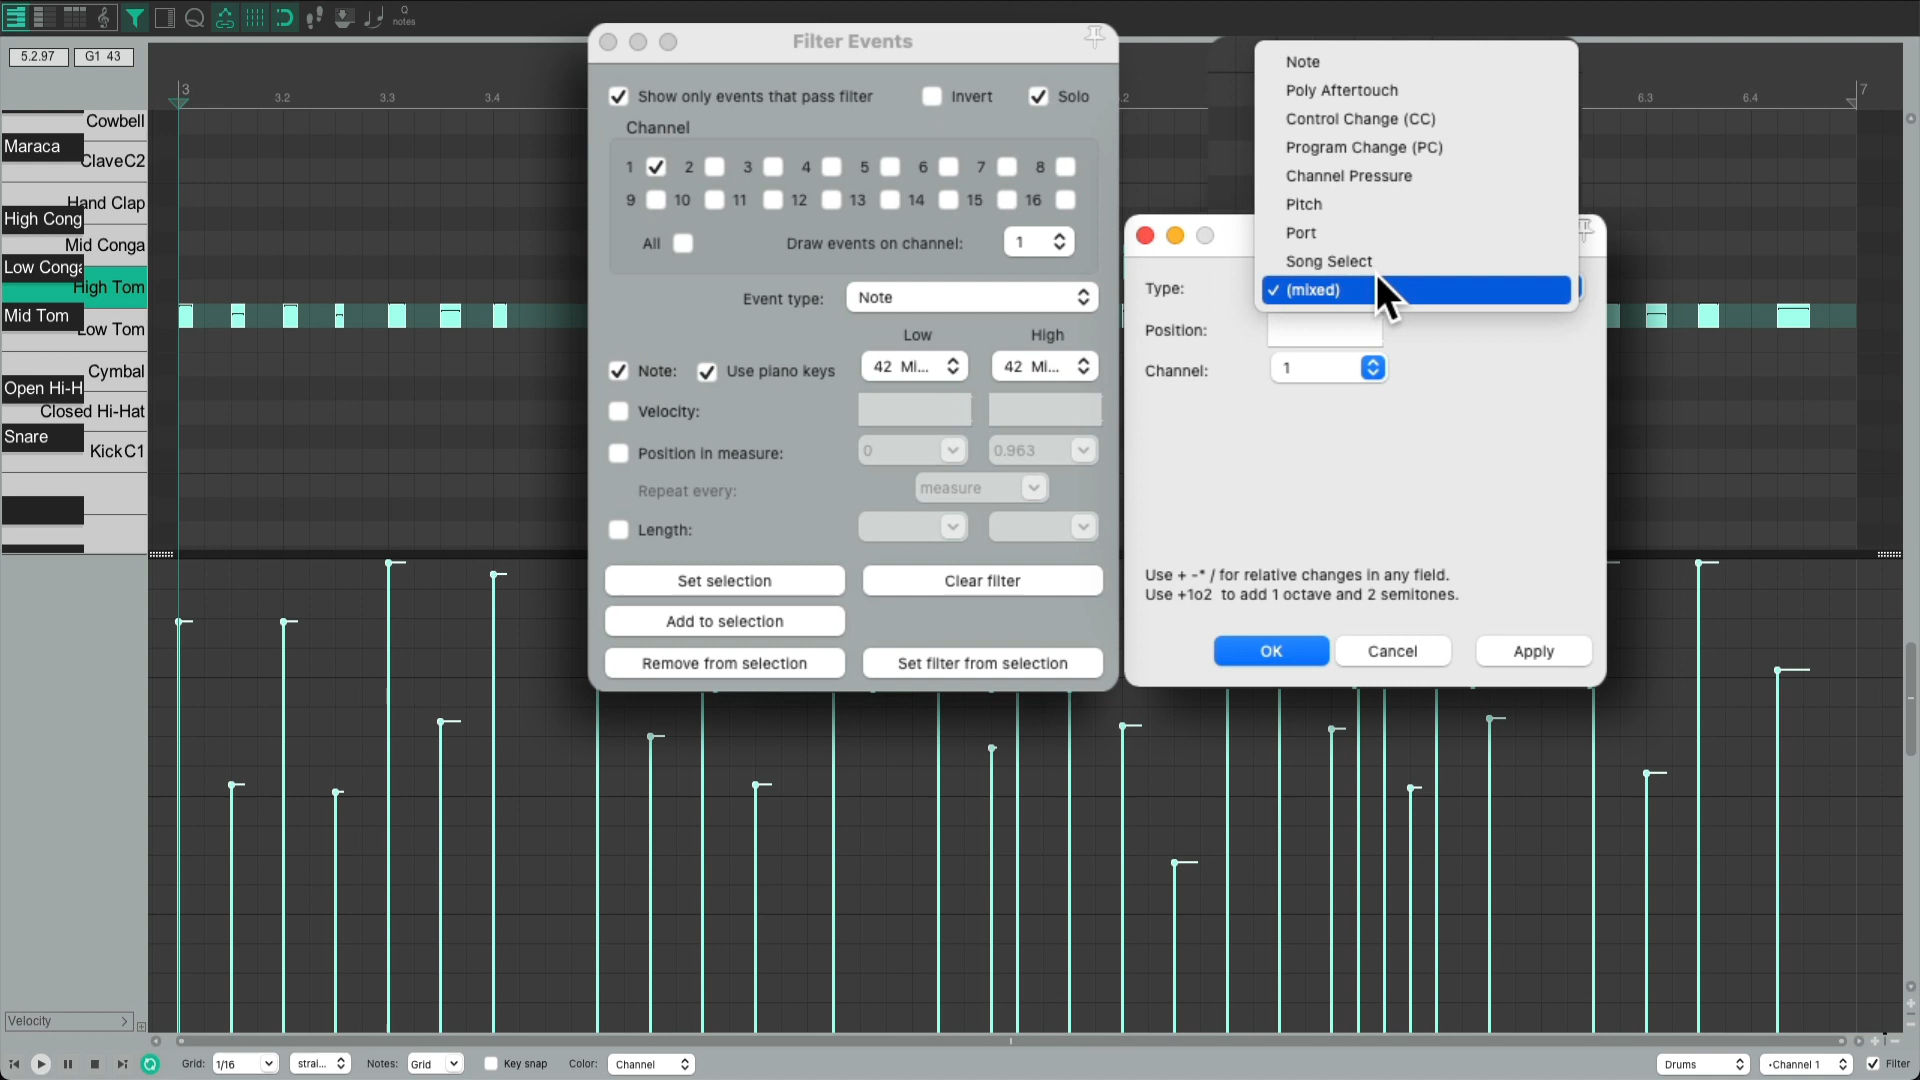 Q notes
5.2.97
G1 43
3
3.2
3.3
3.4
.2
6.3
6.4
7
Cowbell
Maraca
ClaveC2
Hand Clap
High Cong
Mid Conga
Low Conga
High Tom
Mid Tom
Low Tom
Cymbal
Open Hi-H
Closed Hi-Hat
Snare
KickC1
Filter Events
Show only events that pass filter
Invert
Solo
Channel
1 2 3 4 5 6 7 8
9 10 11 12 13 14 15 16
All
Draw events on channel:
1
Event type:
Note
Low
High
Note:
Use piano keys
42 Mi...
42 Mi...
Velocity:
Position in measure:
0
0.963
Repeat every:
measure
Length:
Set selection
Clear filter
Add to selection
Remove from selection
Set filter from selection
Note
Poly Aftertouch
Control Change (CC)
Program Change (PC)
Channel Pressure
Pitch
Port
Song Select
(mixed)
Type:
Position:
Channel:
1
Use + -* / for relative changes in any field.
Use +1o2 to add 1 octave and 2 semitones.
OK
Cancel
Apply
Velocity
Grid:
1/16
strai...
Notes:
Grid
Key snap
Color:
Channel
Drums
Channel 1
Filter